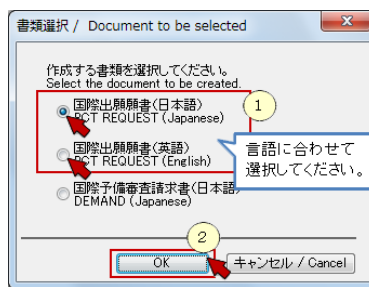 書類選択 / Document to be selected
作成する書類を選択してください。
Select the document to be created.
国際出願願書(日本語)
PCT REQUEST (Japanese)
1
国際出願願書(英語)
PCT REQUEST (English)
言語に合わせて
選択してください。
国際予備審査請求書(日本語)
DEMAND (Japanese)
2
OK
キャンセル / Cancel